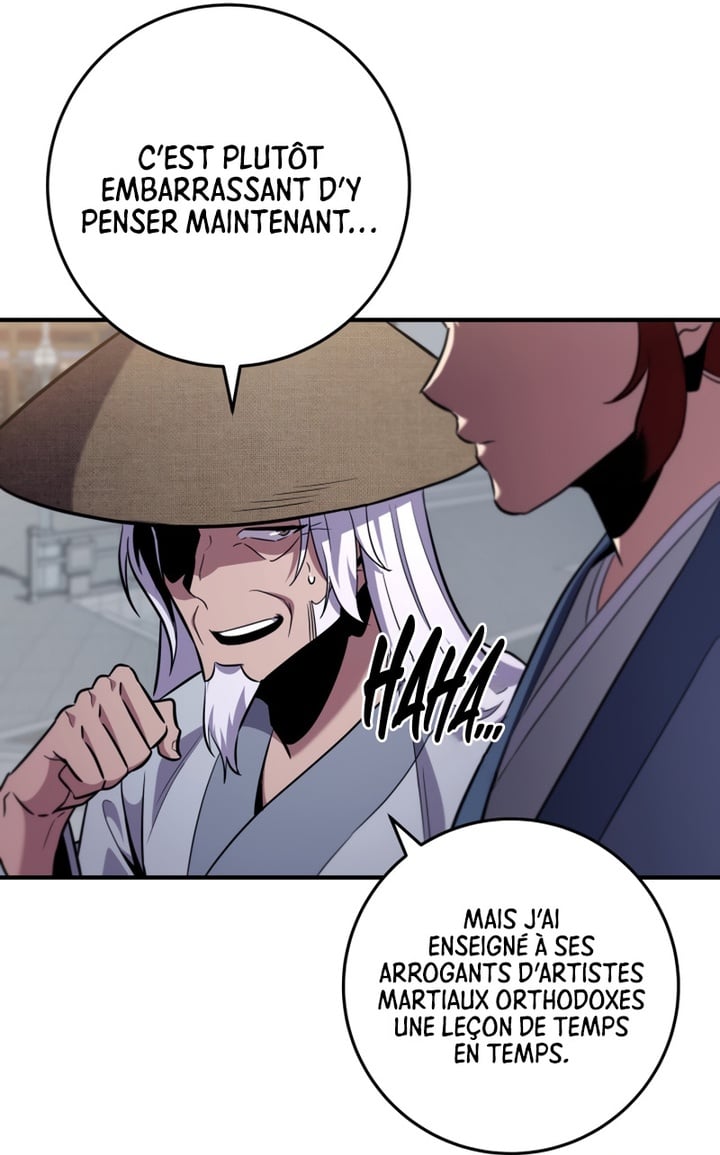 C'EST PLUTÔT
EMBARRASSANT D'Y
PENSER MAINTENANT...
HAHA...
MAIS J'AI
ENSEIGNÉ À SES
ARROGANTS D'ARTISTES
MARTIAUX ORTHODOXES
UNE LEÇON DE TEMPS
EN TEMPS.